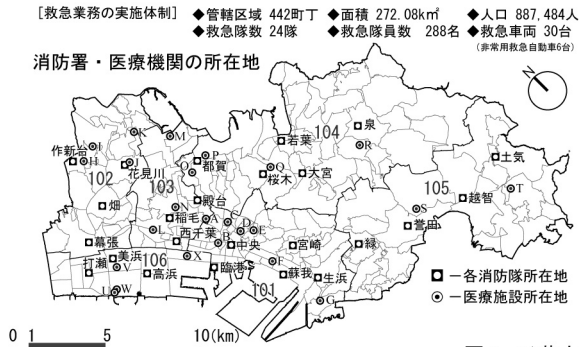 [救急業務の実施体制] ◆管轄区域 442町丁 ◆面積 272.08k㎡ ◆人口 887,484人
◆救急隊数 24隊 ◆救急隊員数 288名 ◆救急車両 30台
(非常用救急自動車6台)
消防署・医療機関の所在地
N
K
M
若葉
104
泉
作新台
I
H
J
花見川
P
都賀
O
Q
R
土気
102
103
桜木
大宮
105
T
畑
N
殿台
越智
稲毛
A
C
S
誉田
L
D
E
幕張
西千葉
B
中央
宮崎
緑
美浜
X
F
打瀬
V
106
高浜
臨港
S
蘇我
生浜
U
W
101
G
ー各消防隊所在地
ー医療施設所在地
0 1 5 10(km)